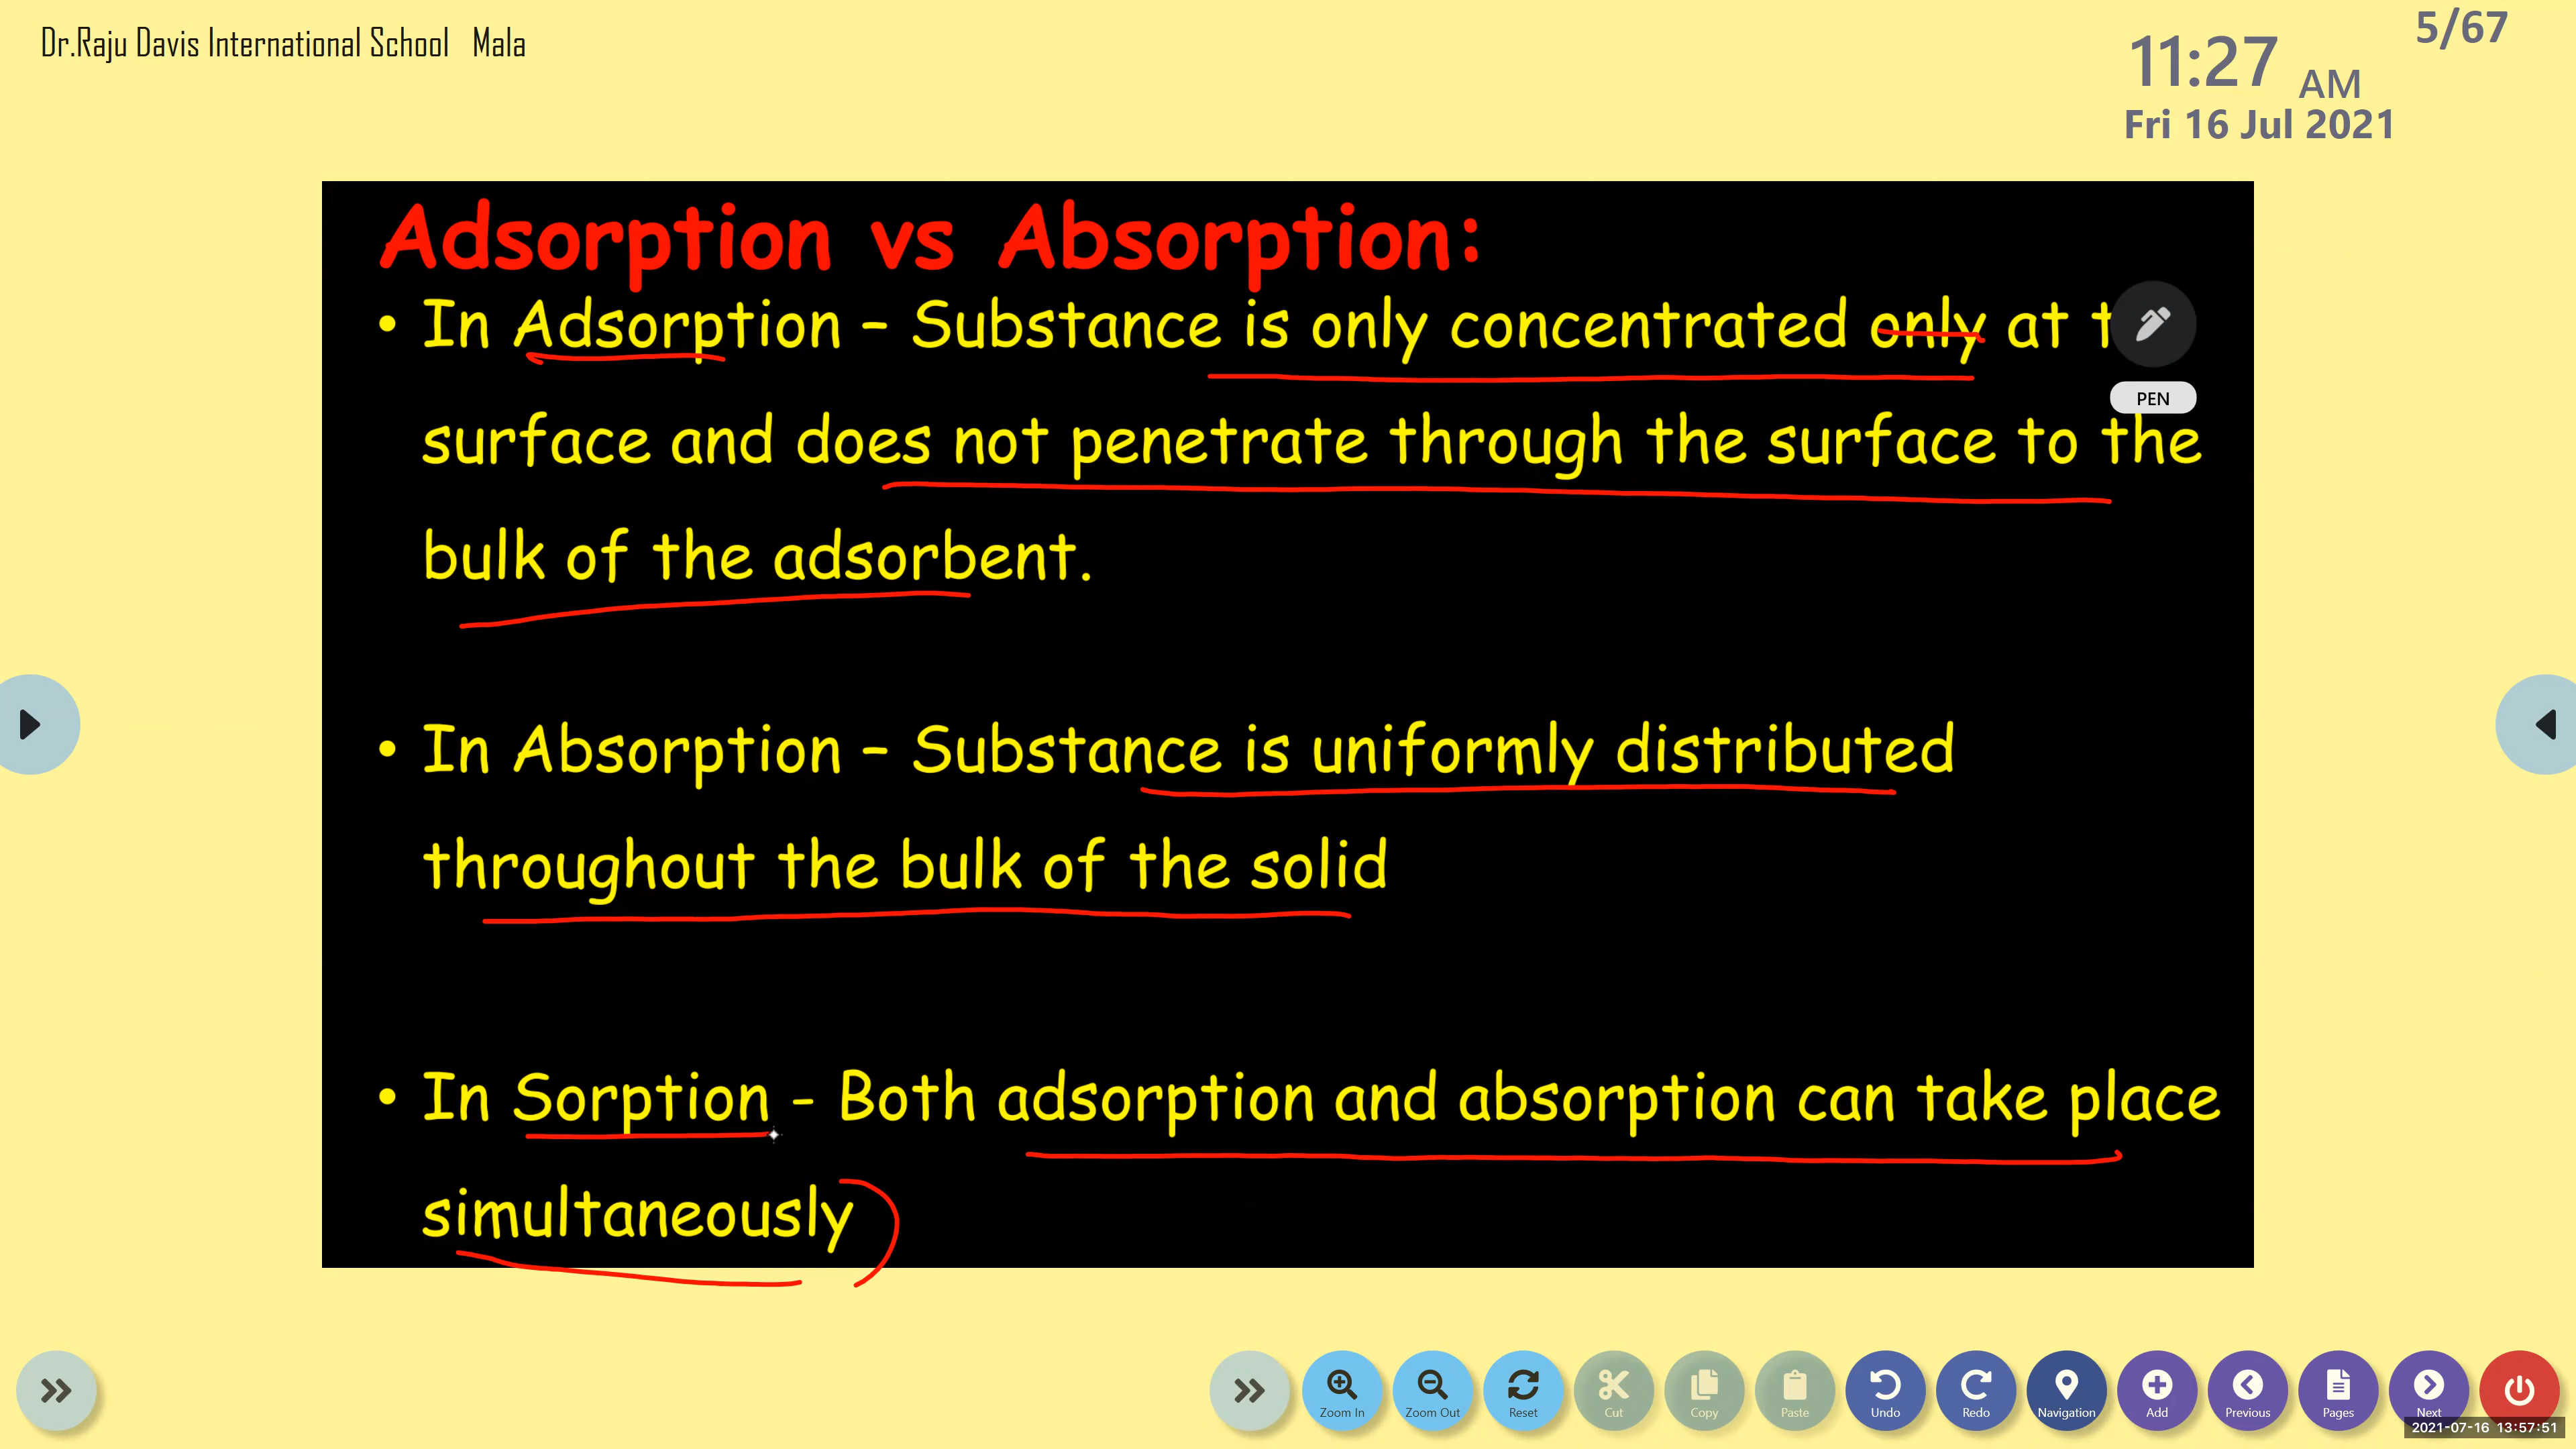 Dr.Raju Davis International School Mala
5/67
11:27 AM
Fri 16 Jul 2021
Adsorption vs Absorption:
• In Adsorption – Substance is only concentrated only at t
PEN
surface and does not penetrate through the surface to the
bulk of the adsorbent.
• In Absorption – Substance is uniformly distributed
throughout the bulk of the solid
• In Sorption - Both adsorption and absorption can take place
simultaneously
Zoom In Zoom Out Reset Cut Copy Paste Undo Redo Navigation Add Previous Pages Next
2021-07-16 13:57:51